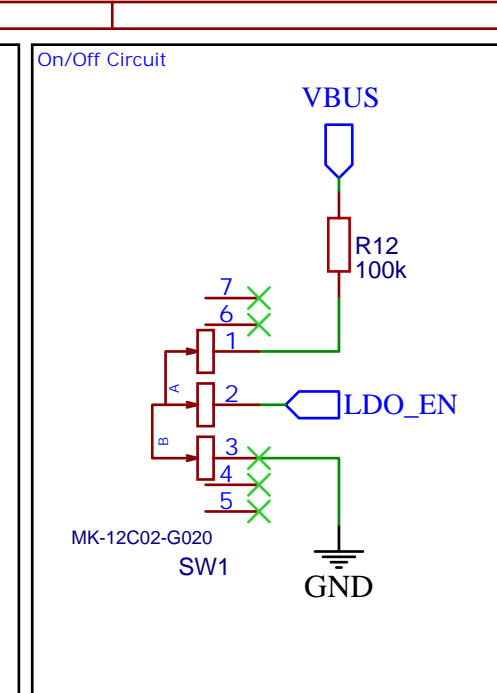 On/Off Circuit
VBUS
R12
100k
7
6
1
A
2
LDO_EN
B
3
4
5
MK-12C02-G020
SW1
GND